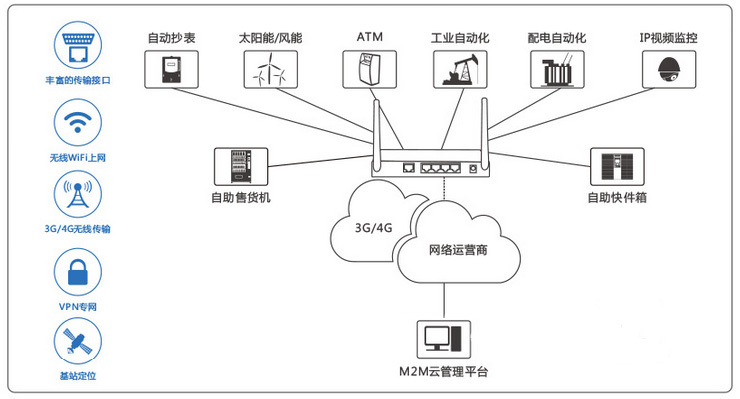 自动抄表
太阳能/风能
ATM
工业自动化
配电自动化
IP视频监控
丰富的传输接口
无线WiFi上网
自助售货机
自助快件箱
3G/4G无线传输
3G/4G
网络运营商
VPN专网
M2M云管理平台
基站定位